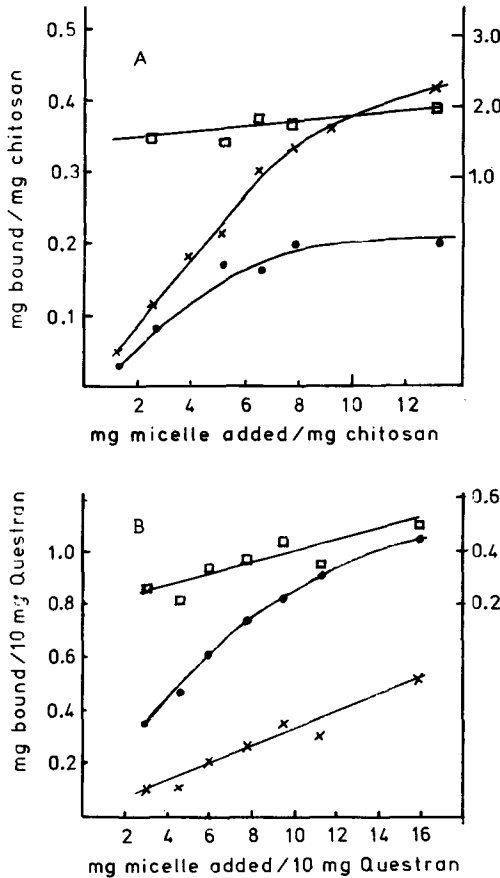 A
0.5
0.4
0.3
0.2
0.1
3.0
2.0
1.0
mg bound / mg chitosan
2 4 6 8 10 12
mg micelle added / mg chitosan
B
1.0
0.8
0.6
0.4
0.2
0.6
0.4
0.2
mg bound / 10 mg Questran
2 4 6 8 10 12 14 16
mg micelle added / 10 mg Questran